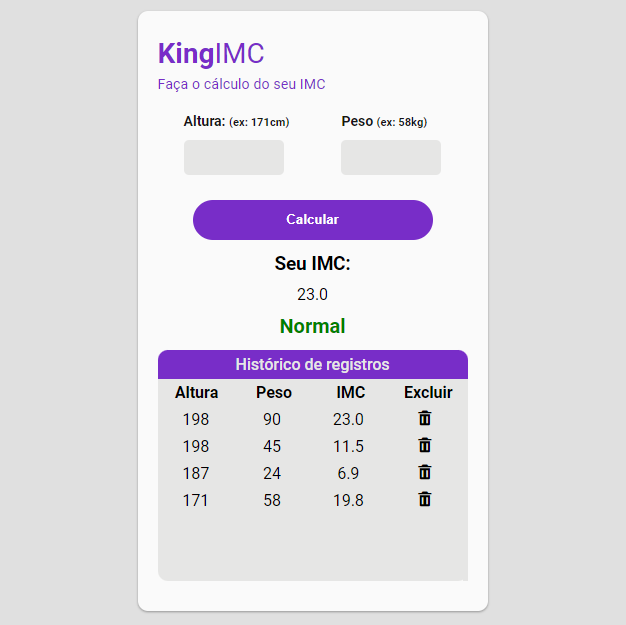 KingIMC
Faça o cálculo do seu IMC
Altura: (ex: 171cm) Peso (ex: 58kg)
Calcular
Seu IMC:
23.0
Normal
Histórico de registros
Altura Peso IMC Excluir
198 90 23.0
198 45 11.5
187 24 6.9
171 58 19.8